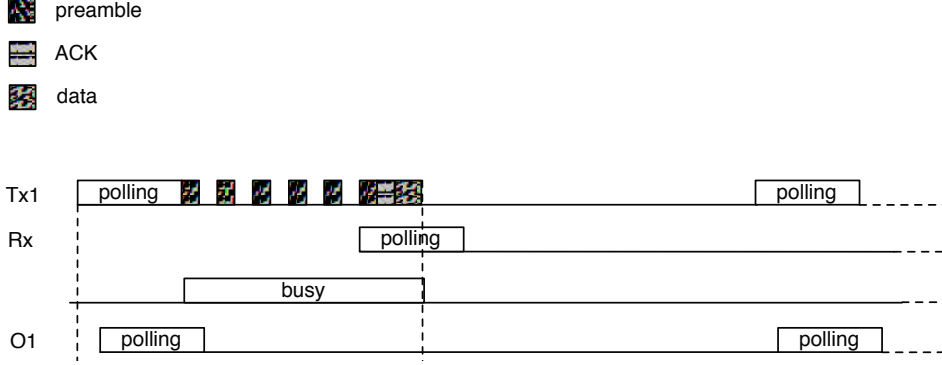 preamble
ACK
data
Tx1 polling polling
Rx polling
busy
O1 polling polling